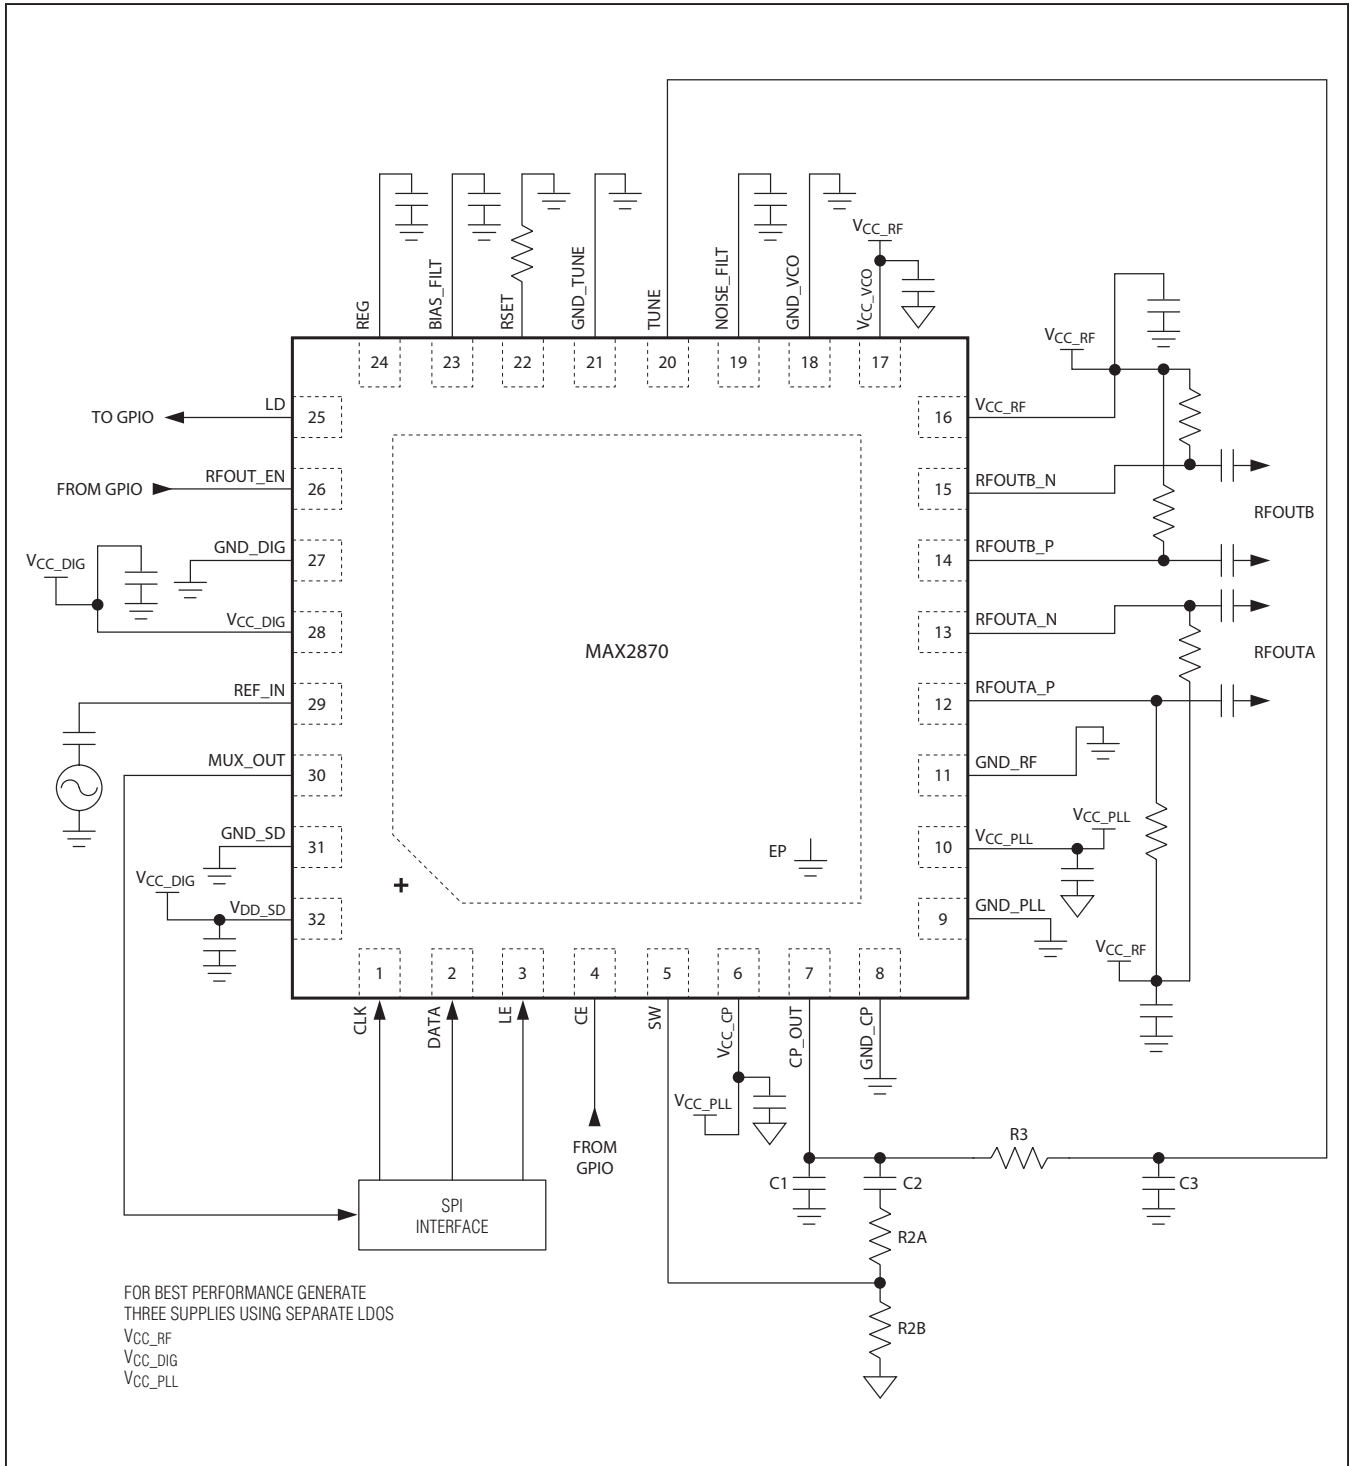 REG
BIAS_FILT
RSET
GND_TUNE
TUNE
NOISE_FILT
GND_VCO
VCC_RF
VCC_VCO
24
23
22
21
20
19
18
17
VCC_RF
TO GPIO
LD
25
16
VCC_RF
FROM GPIO
RFOUT_EN
26
15
RFOUTB_N
RFOUTB
VCC_DIG
GND_DIG
27
14
RFOUTB_P
VCC_DIG
28
13
RFOUTA_N
MAX2870
RFOUTA
REF_IN
29
12
RFOUTA_P
MUX_OUT
30
11
GND_RF
GND_SD
31
EP
10
VCC_PLL
VCC_PLL
VCC_DIG
+
VDD_SD
32
9
GND_PLL
VCC_RF
1
2
3
4
5
6
7
8
CLK
DATA
LE
CE
SW
VCC_CP
CP_OUT
GND_CP
VCC_PLL
FROM
GPIO
R3
C1
C2
C3
SPI
INTERFACE
R2A
R2B
FOR BEST PERFORMANCE GENERATE
THREE SUPPLIES USING SEPARATE LDOS
VCC_RF
VCC_DIG
VCC_PLL